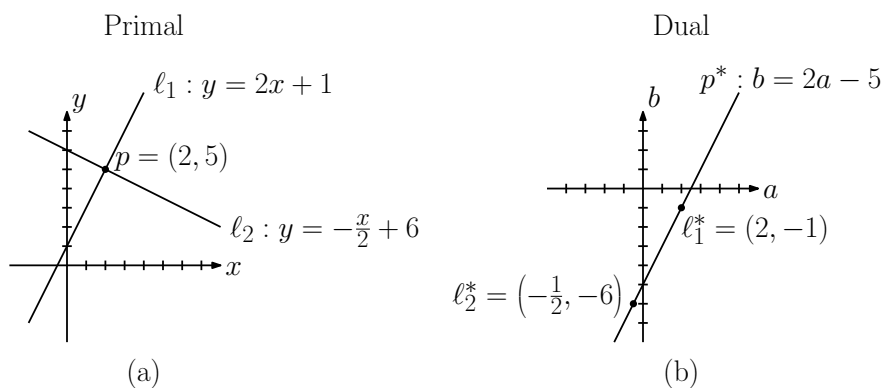 Primal
ℓ₁ : y = 2x + 1
y
p = (2, 5)
ℓ₂ : y = −x/2 + 6
x
(a)
Dual
p* : b = 2a − 5
b
a
ℓ₁* = (2, −1)
ℓ₂* = (−1/2, −6)
(b)